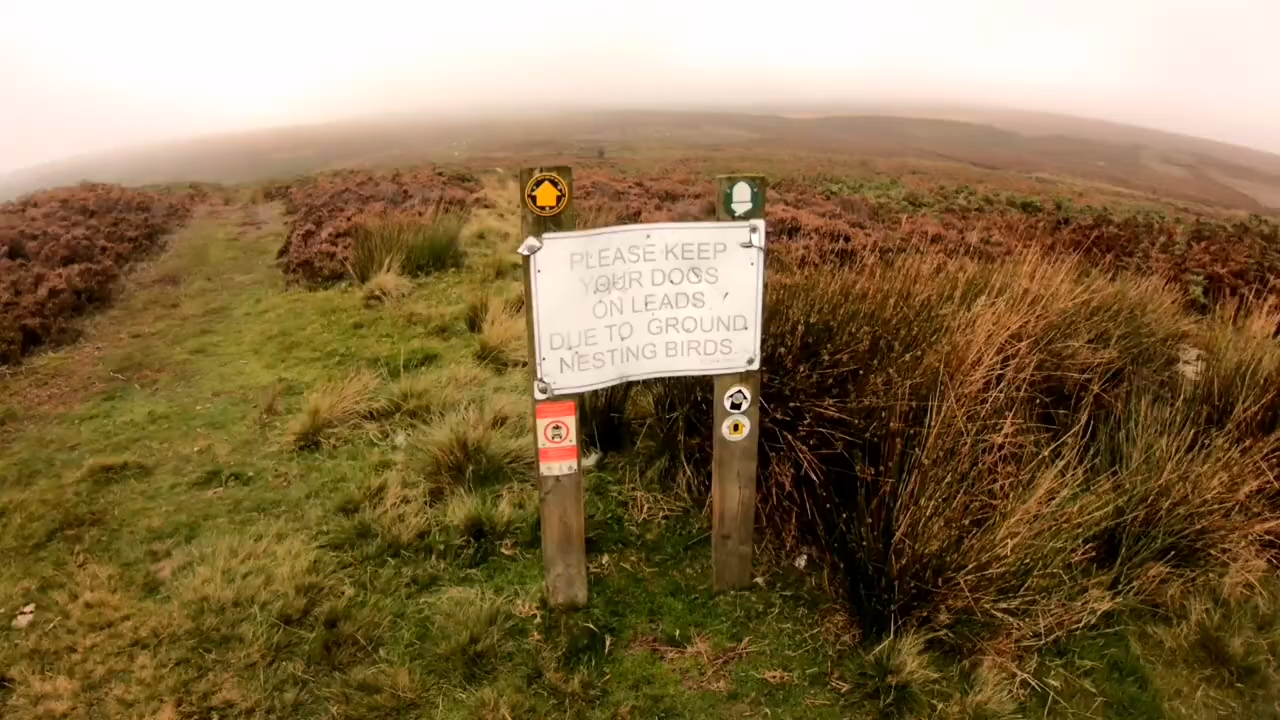 PLEASE KEEP
YOUR DOGS
ON LEADS
DUE TO GROUND
NESTING BIRDS.